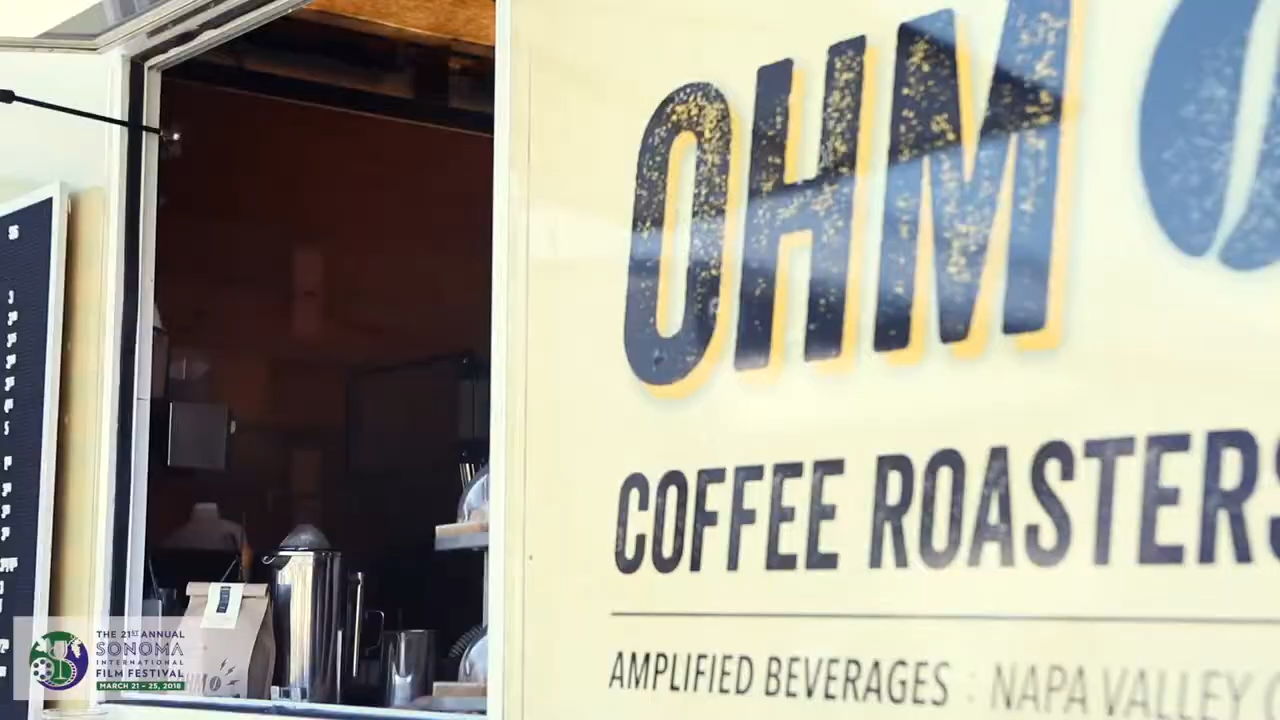 OHM
COFFEE ROASTERS
AMPLIFIED BEVERAGES : NAPA VALLEY
THE 21ST ANNUAL
SONOMA
INTERNATIONAL
FILM FESTIVAL
MARCH 21 - 25, 2018